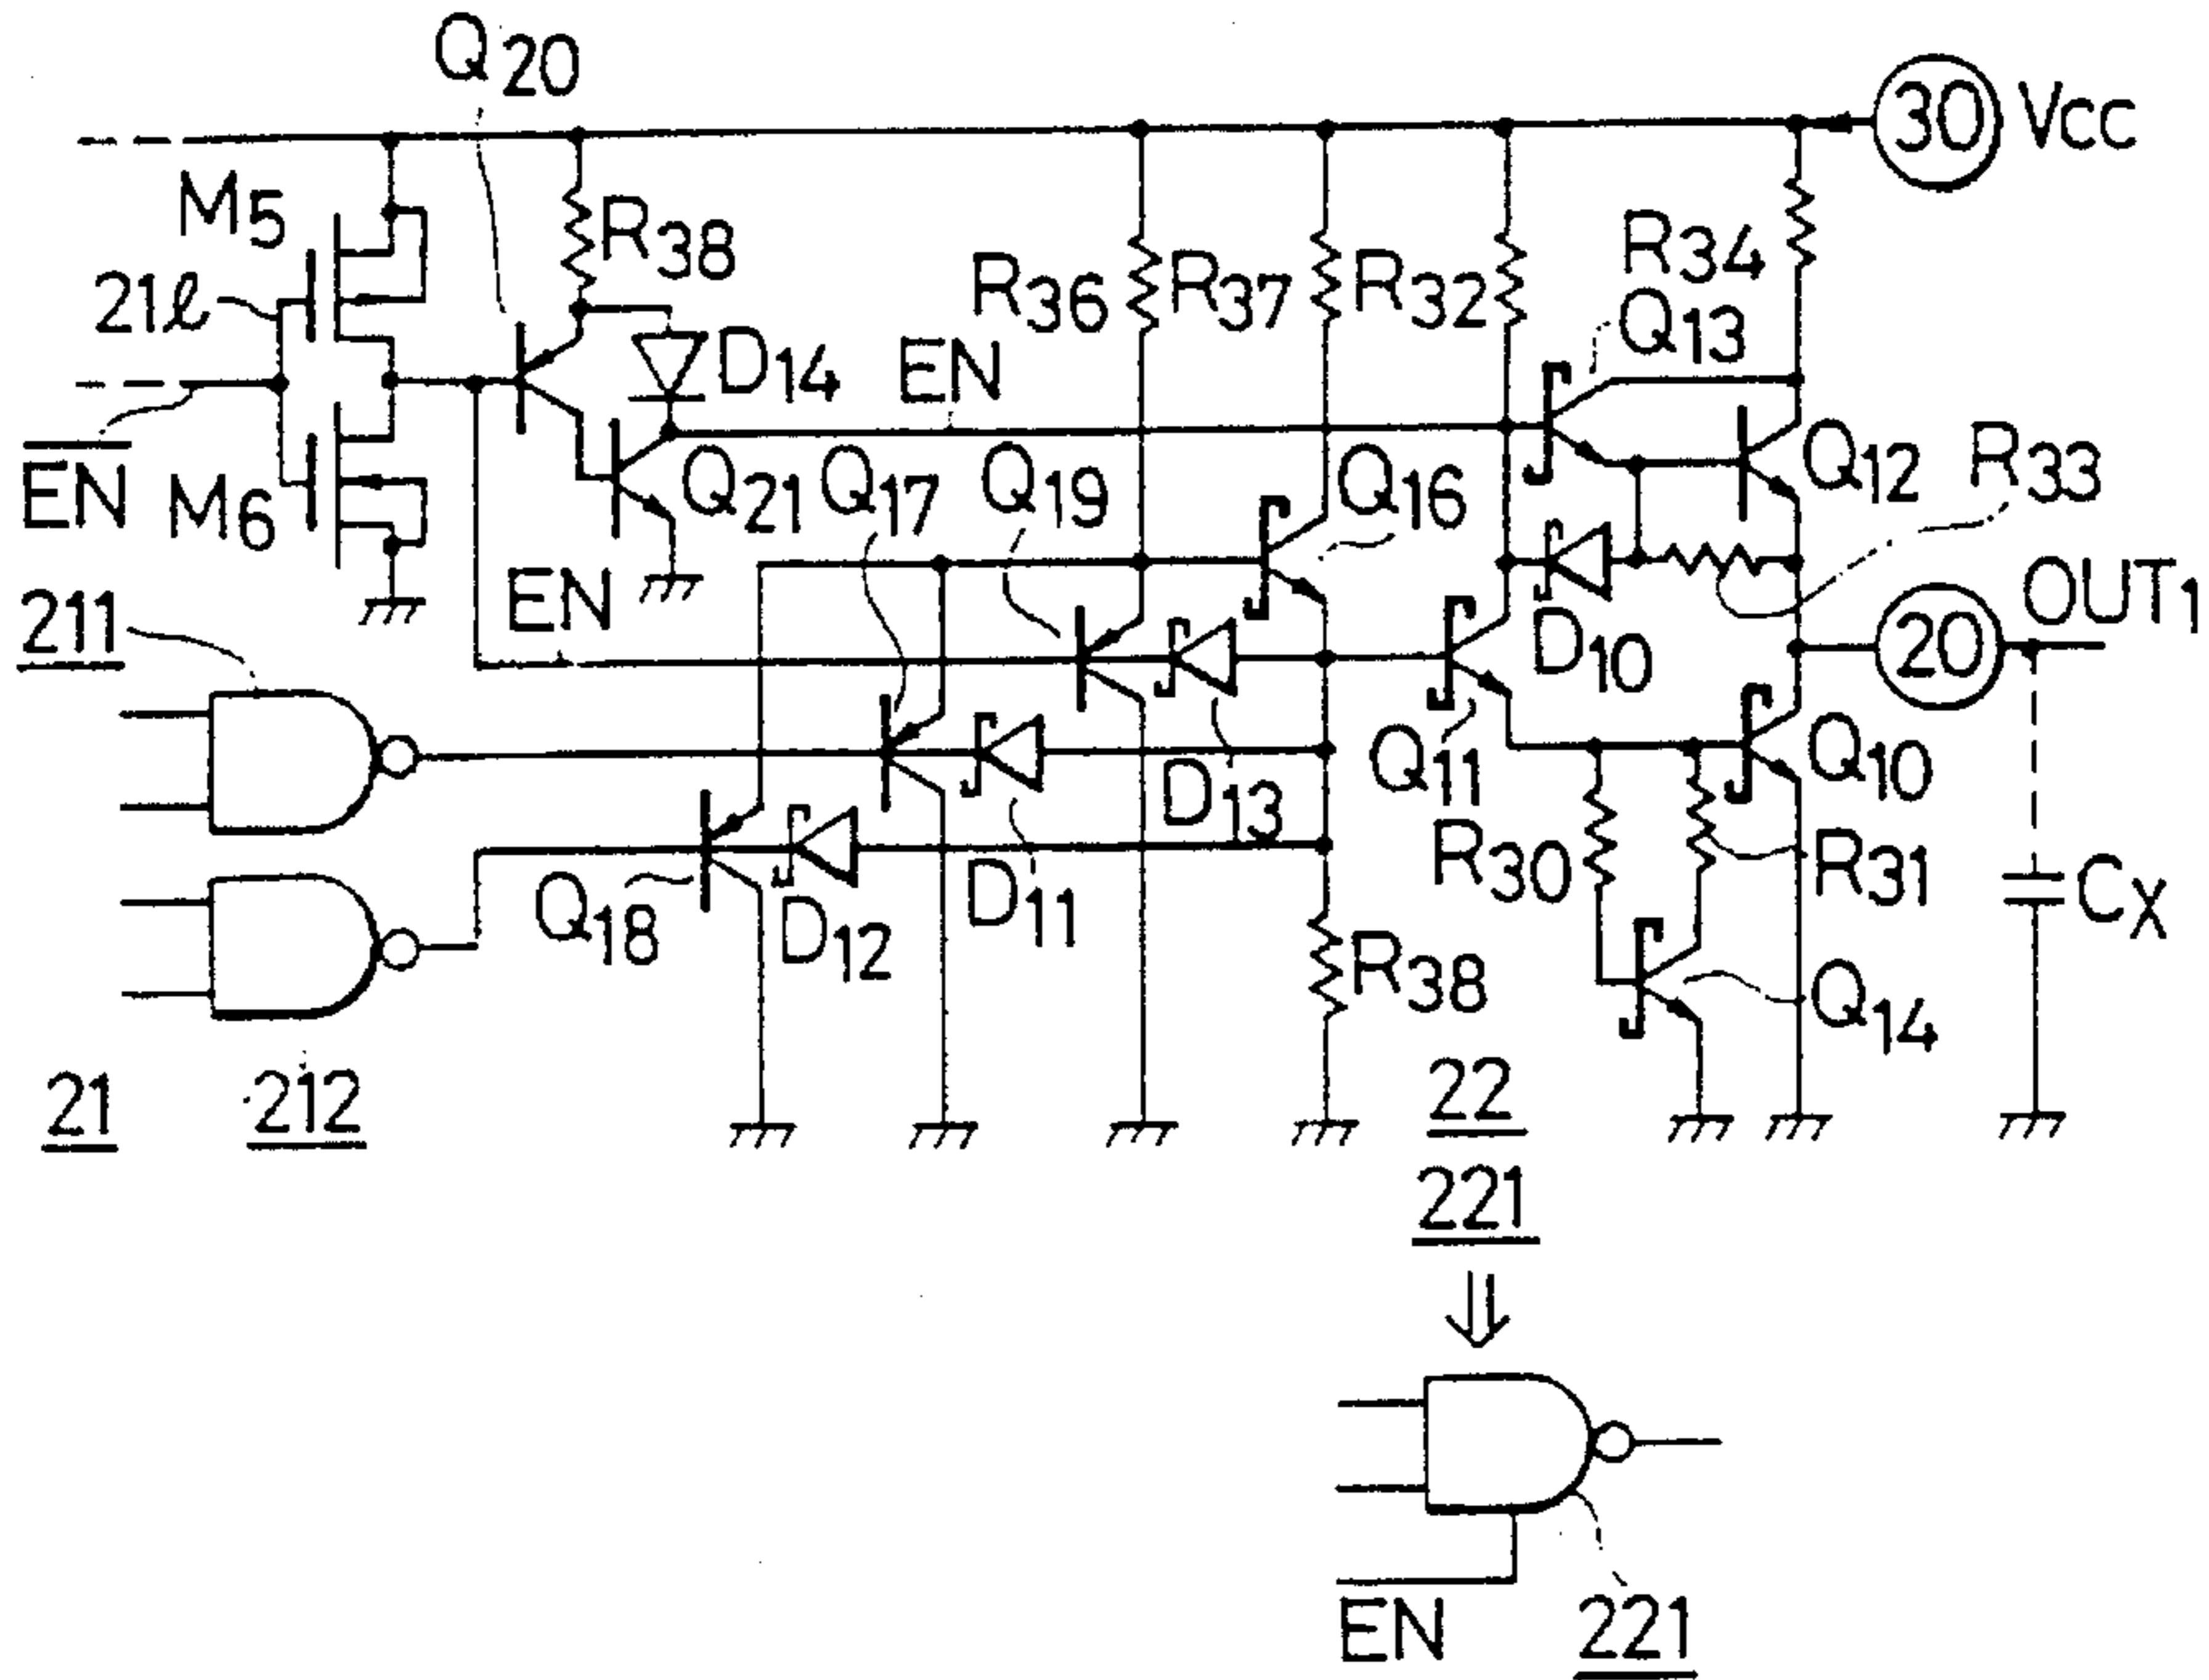 Q20
30 VCC
M5
R38
R36
R37
R32
R34
Q13
21ℓ
D14
EN
EN
M6
Q21
Q17
Q19
Q16
Q12
R33
211
EN
D10
20
OUT1
Q11
Q10
D13
R30
R31
CX
Q18
D12
D11
R38
Q14
21
212
22
221
EN
221